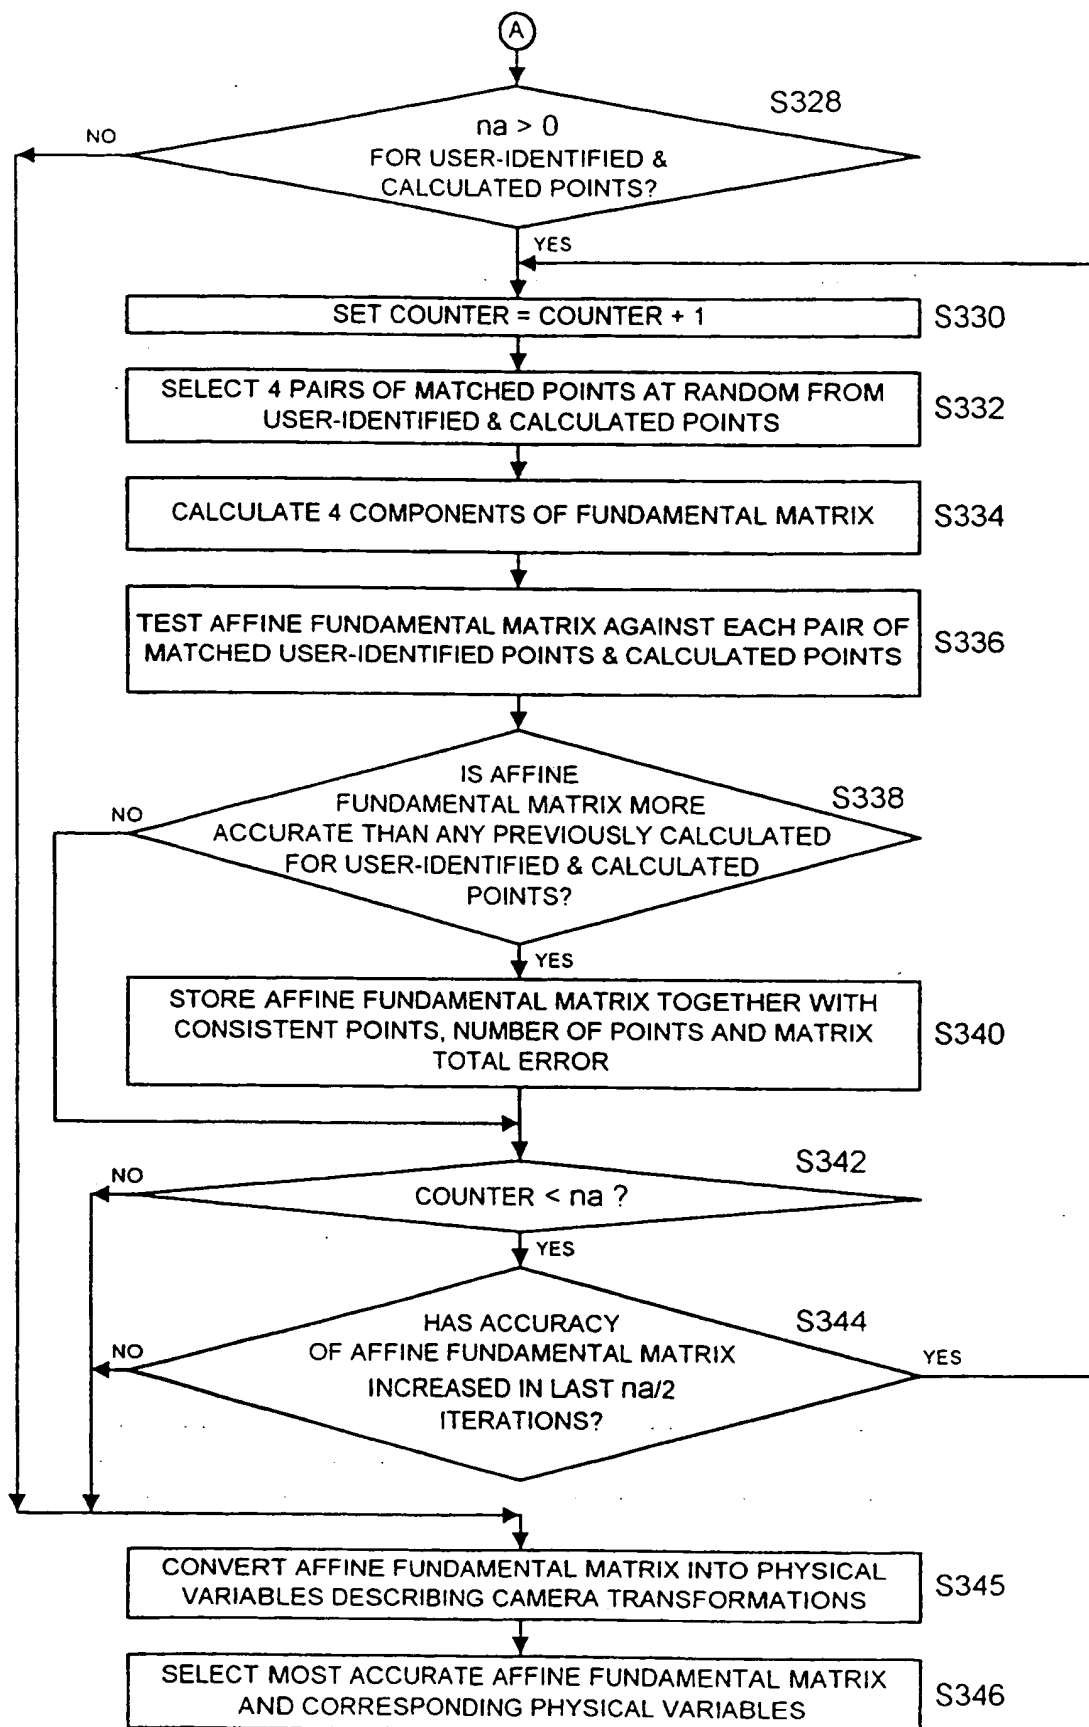 A
S328
NO
na > 0
FOR USER-IDENTIFIED &
CALCULATED POINTS?
YES
SET COUNTER = COUNTER + 1
S330
SELECT 4 PAIRS OF MATCHED POINTS AT RANDOM FROM
USER-IDENTIFIED & CALCULATED POINTS
S332
CALCULATE 4 COMPONENTS OF FUNDAMENTAL MATRIX
S334
TEST AFFINE FUNDAMENTAL MATRIX AGAINST EACH PAIR OF
MATCHED USER-IDENTIFIED POINTS & CALCULATED POINTS
S336
IS AFFINE
FUNDAMENTAL MATRIX MORE
ACCURATE THAN ANY PREVIOUSLY CALCULATED
FOR USER-IDENTIFIED & CALCULATED
POINTS?
S338
NO
YES
STORE AFFINE FUNDAMENTAL MATRIX TOGETHER WITH
CONSISTENT POINTS, NUMBER OF POINTS AND MATRIX
TOTAL ERROR
S340
S342
NO
COUNTER < na ?
YES
HAS ACCURACY
OF AFFINE FUNDAMENTAL MATRIX
INCREASED IN LAST na/2
ITERATIONS?
S344
NO
YES
CONVERT AFFINE FUNDAMENTAL MATRIX INTO PHYSICAL
VARIABLES DESCRIBING CAMERA TRANSFORMATIONS
S345
SELECT MOST ACCURATE AFFINE FUNDAMENTAL MATRIX
AND CORRESPONDING PHYSICAL VARIABLES
S346